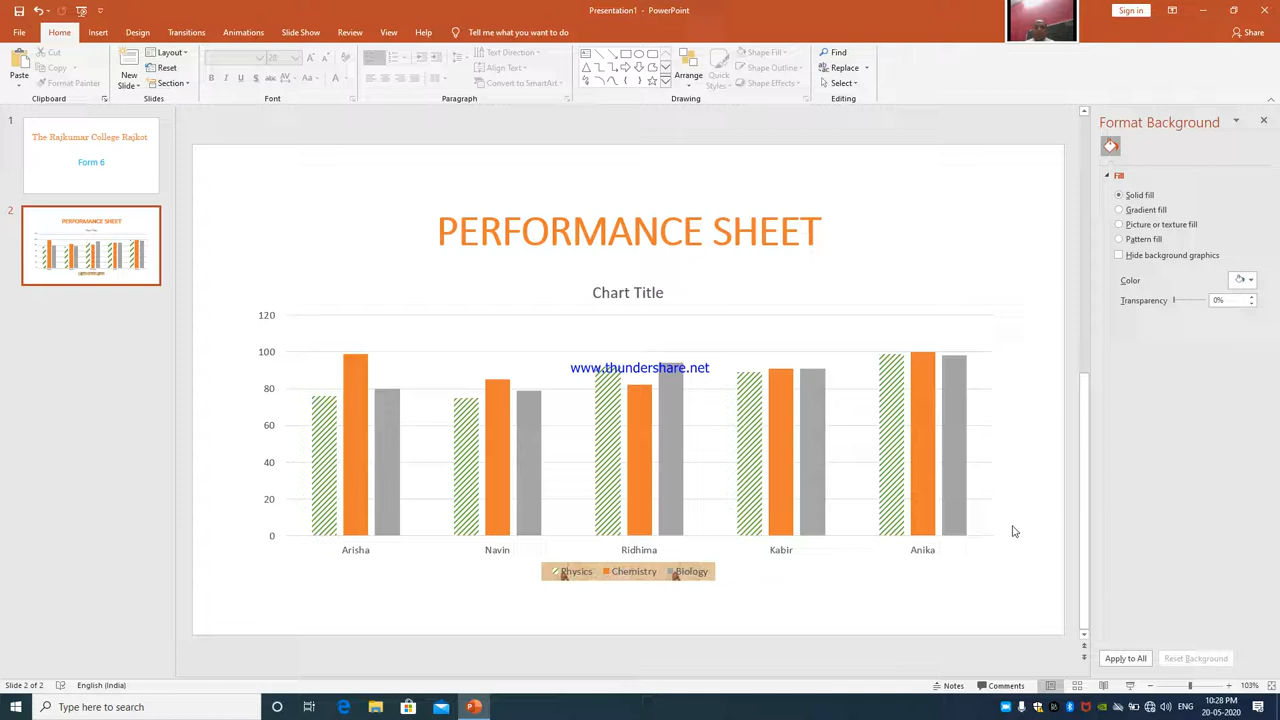 Presentation1 - PowerPoint
Sign in
File Home Insert Design Transitions Animations Slide Show Review View Help Tell me what you want to do
Share
Paste
Cut
Copy
Format Painter
Clipboard
New Slide
Layout
Reset
Section
Slides
28
Font
Text Direction
Align Text
Convert to SmartArt
Paragraph
Arrange
Quick Styles
Shape Fill
Shape Outline
Shape Effects
Drawing
Find
Replace
Select
Editing
1
The Rajkumar College Rajkot
Form 6
2
PERFORMANCE SHEET
PERFORMANCE SHEET
Chart Title
120
100
80
60
40
20
0
www.thundershare.net
Arisha Navin Ridhima Kabir Anika
Physics Chemistry Biology
Format Background
Fill
Solid fill
Gradient fill
Picture or texture fill
Pattern fill
Hide background graphics
Color
Transparency 0%
Apply to All Reset Background
Slide 2 of 2 English (India) Notes Comments 103%
Type here to search
10:28 PM
20-05-2020